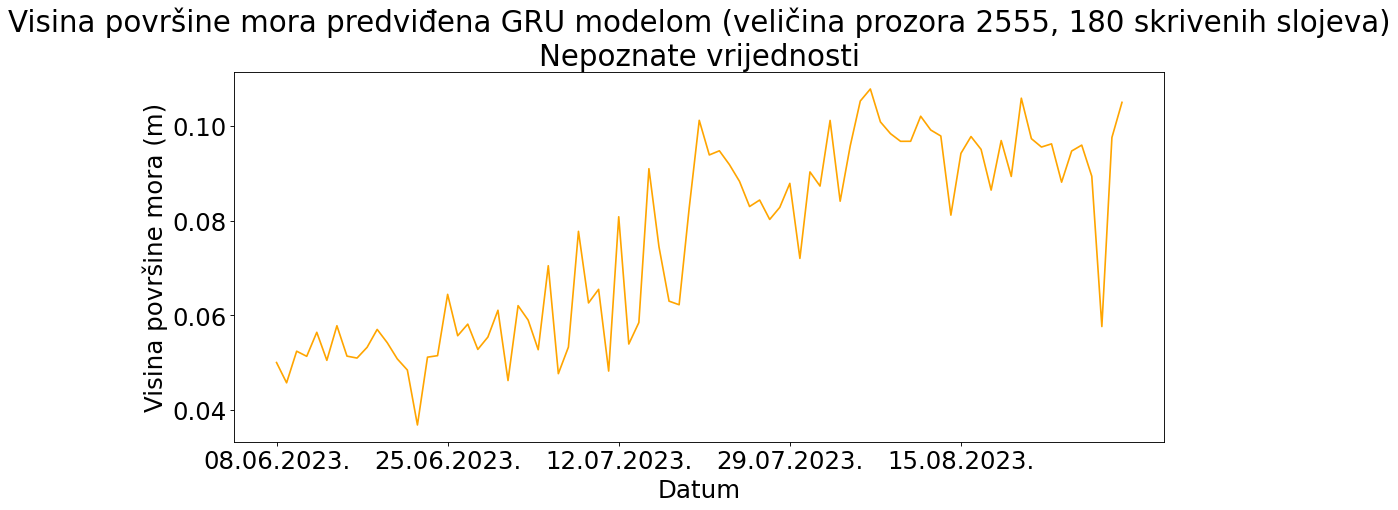 Visina površine mora predviđena GRU modelom (veličina prozora 2555, 180 skrivenih slojeva)
Nepoznate vrijednosti
Visina površine mora (m)
0.10
0.08
0.06
0.04
08.06.2023. 25.06.2023. 12.07.2023. 29.07.2023. 15.08.2023.
Datum